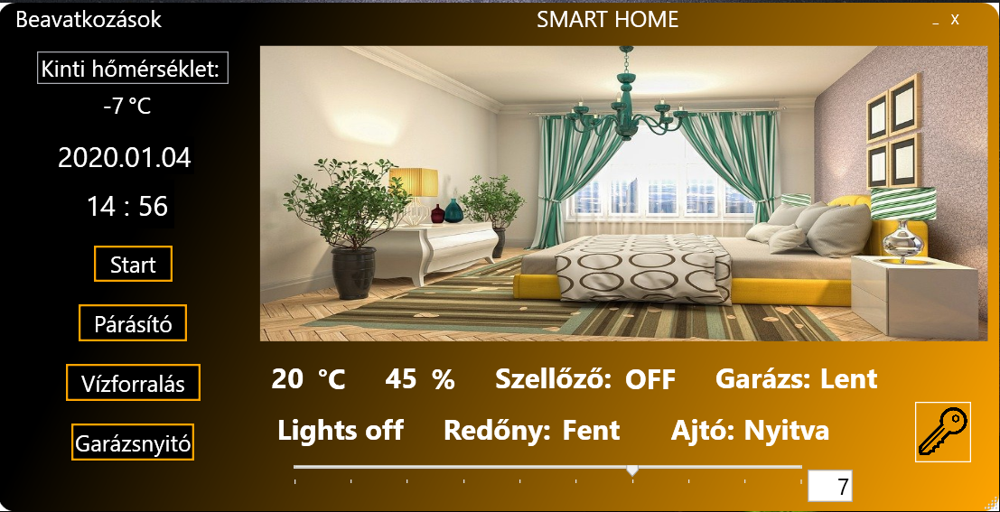 Beavatkozások
SMART HOME
_ X
Kinti hőmérséklet:
-7 °C
2020.01.04
14 : 56
Start
Párásító
Vízforralás
Garázsnyitó
20 °C 45 % Szellőző: OFF Garázs: Lent
Lights off Redőny: Fent Ajtó: Nyitva
7